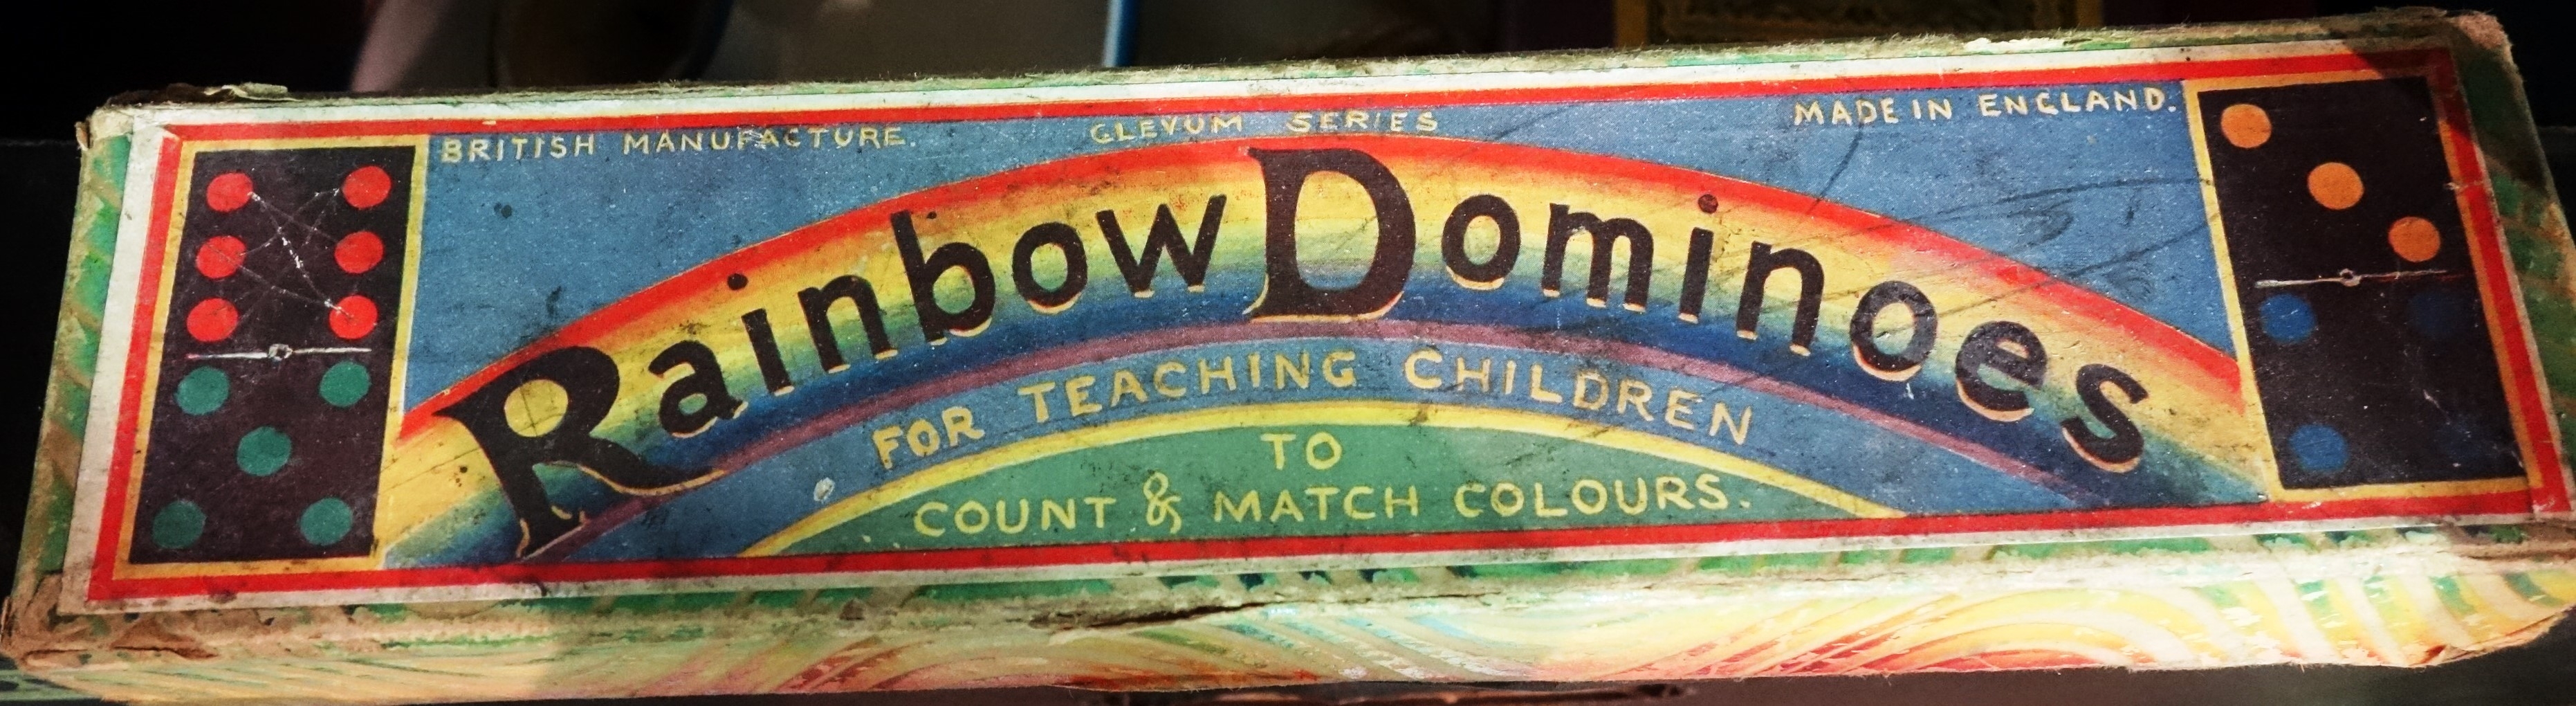 BRITISH MANUFACTURE. GLEVUM SERIES MADE IN ENGLAND.
Rainbow Dominoes
FOR TEACHING CHILDREN
TO
COUNT & MATCH COLOURS.